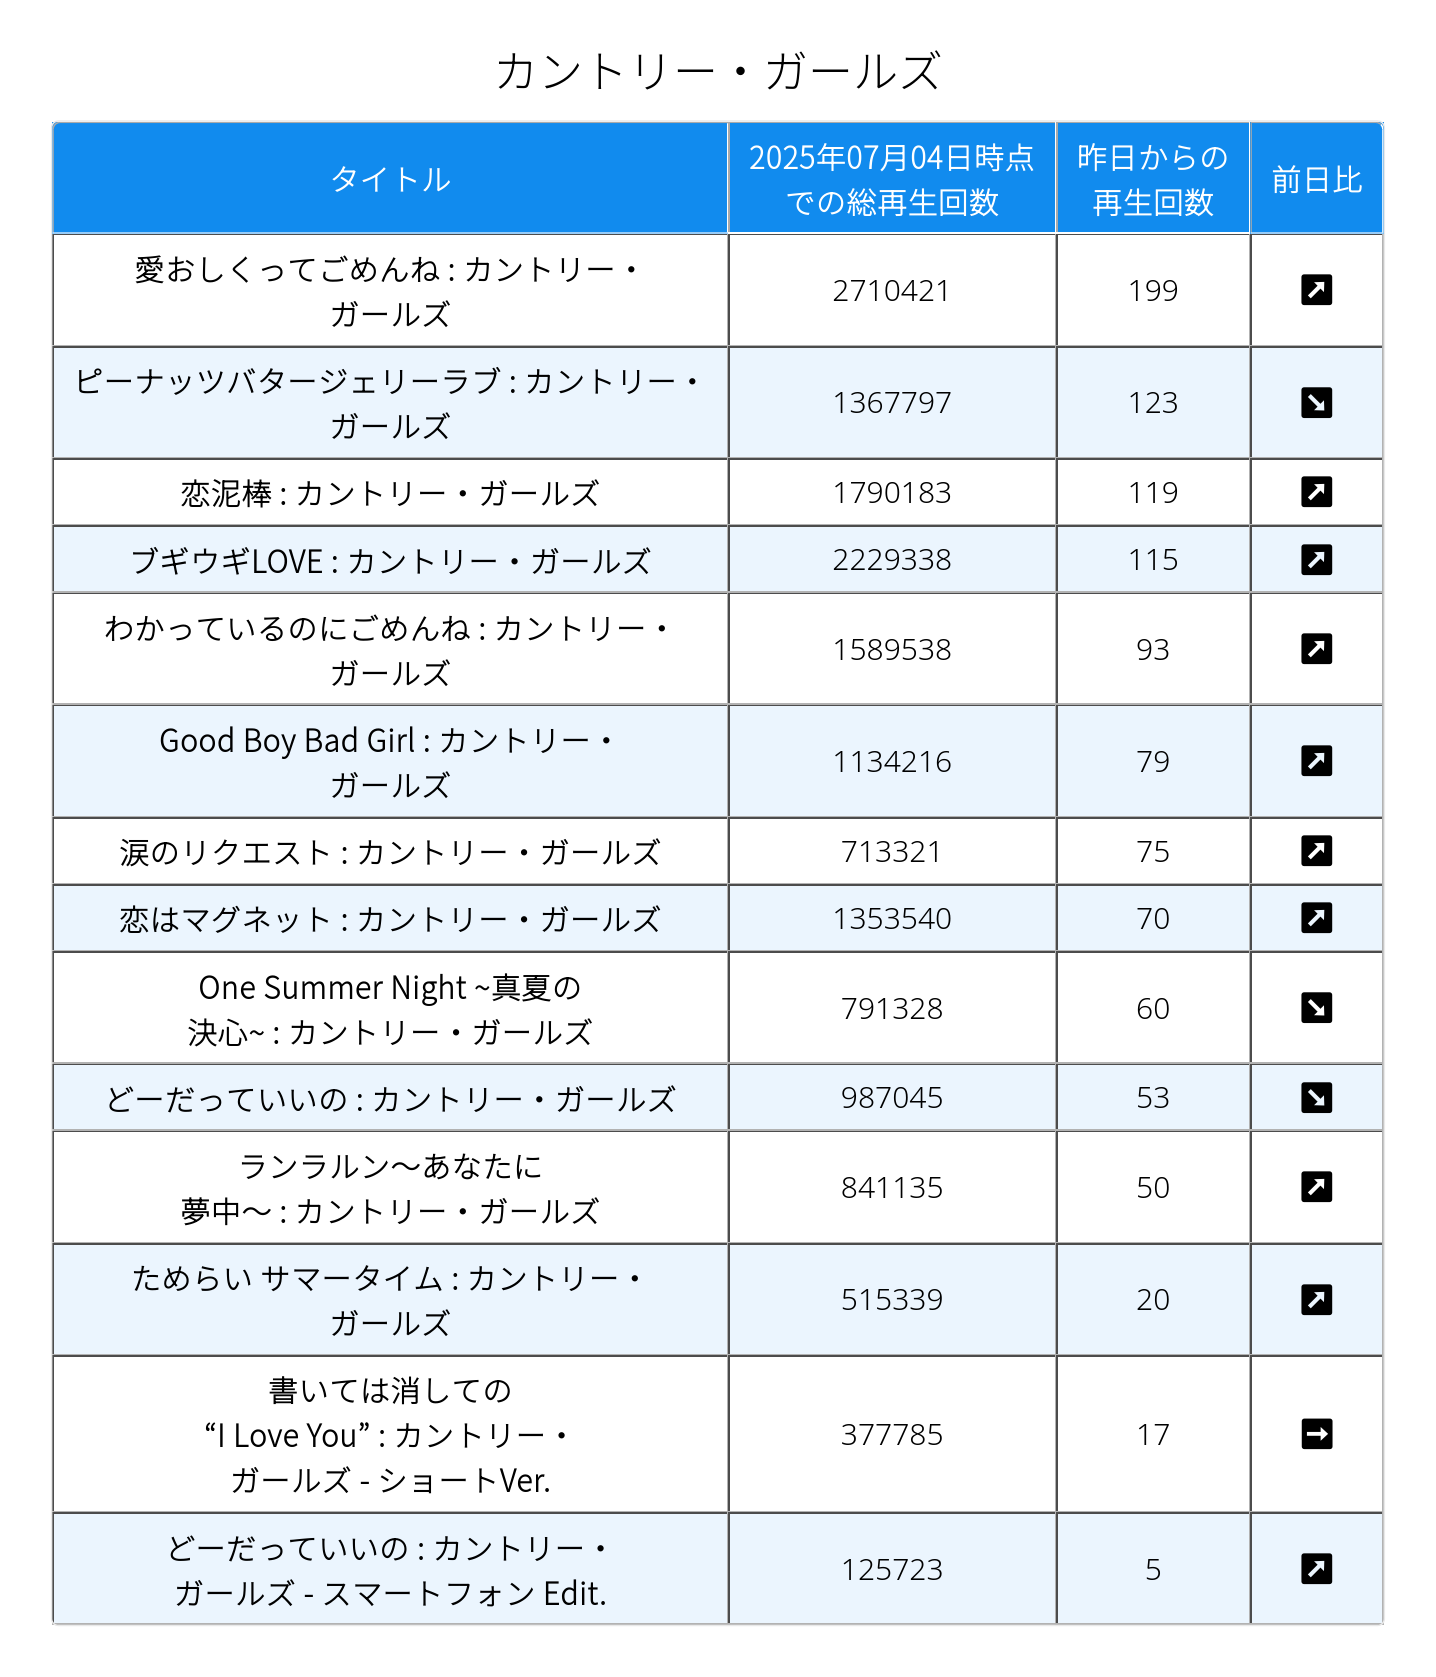 カントリー・ガールズ
タイトル
2025年07月04日時点
での総再生回数
昨日からの
再生回数
前日比
愛おしくってごめんね : カントリー・
ガールズ
2710421
199
ピーナッツバタージェリーラブ : カントリー・
ガールズ
1367797
123
恋泥棒 : カントリー・ガールズ
1790183
119
ブギウギLOVE : カントリー・ガールズ
2229338
115
わかっているのにごめんね : カントリー・
ガールズ
1589538
93
Good Boy Bad Girl : カントリー・
ガールズ
1134216
79
涙のリクエスト : カントリー・ガールズ
713321
75
恋はマグネット : カントリー・ガールズ
1353540
70
One Summer Night ~真夏の
決心~ : カントリー・ガールズ
791328
60
どーだっていいの : カントリー・ガールズ
987045
53
ランラルン～あなたに
夢中～ : カントリー・ガールズ
841135
50
ためらい サマータイム : カントリー・
ガールズ
515339
20
書いては消しての
“I Love You” : カントリー・
ガールズ - ショートVer.
377785
17
どーだっていいの : カントリー・
ガールズ - スマートフォン Edit.
125723
5